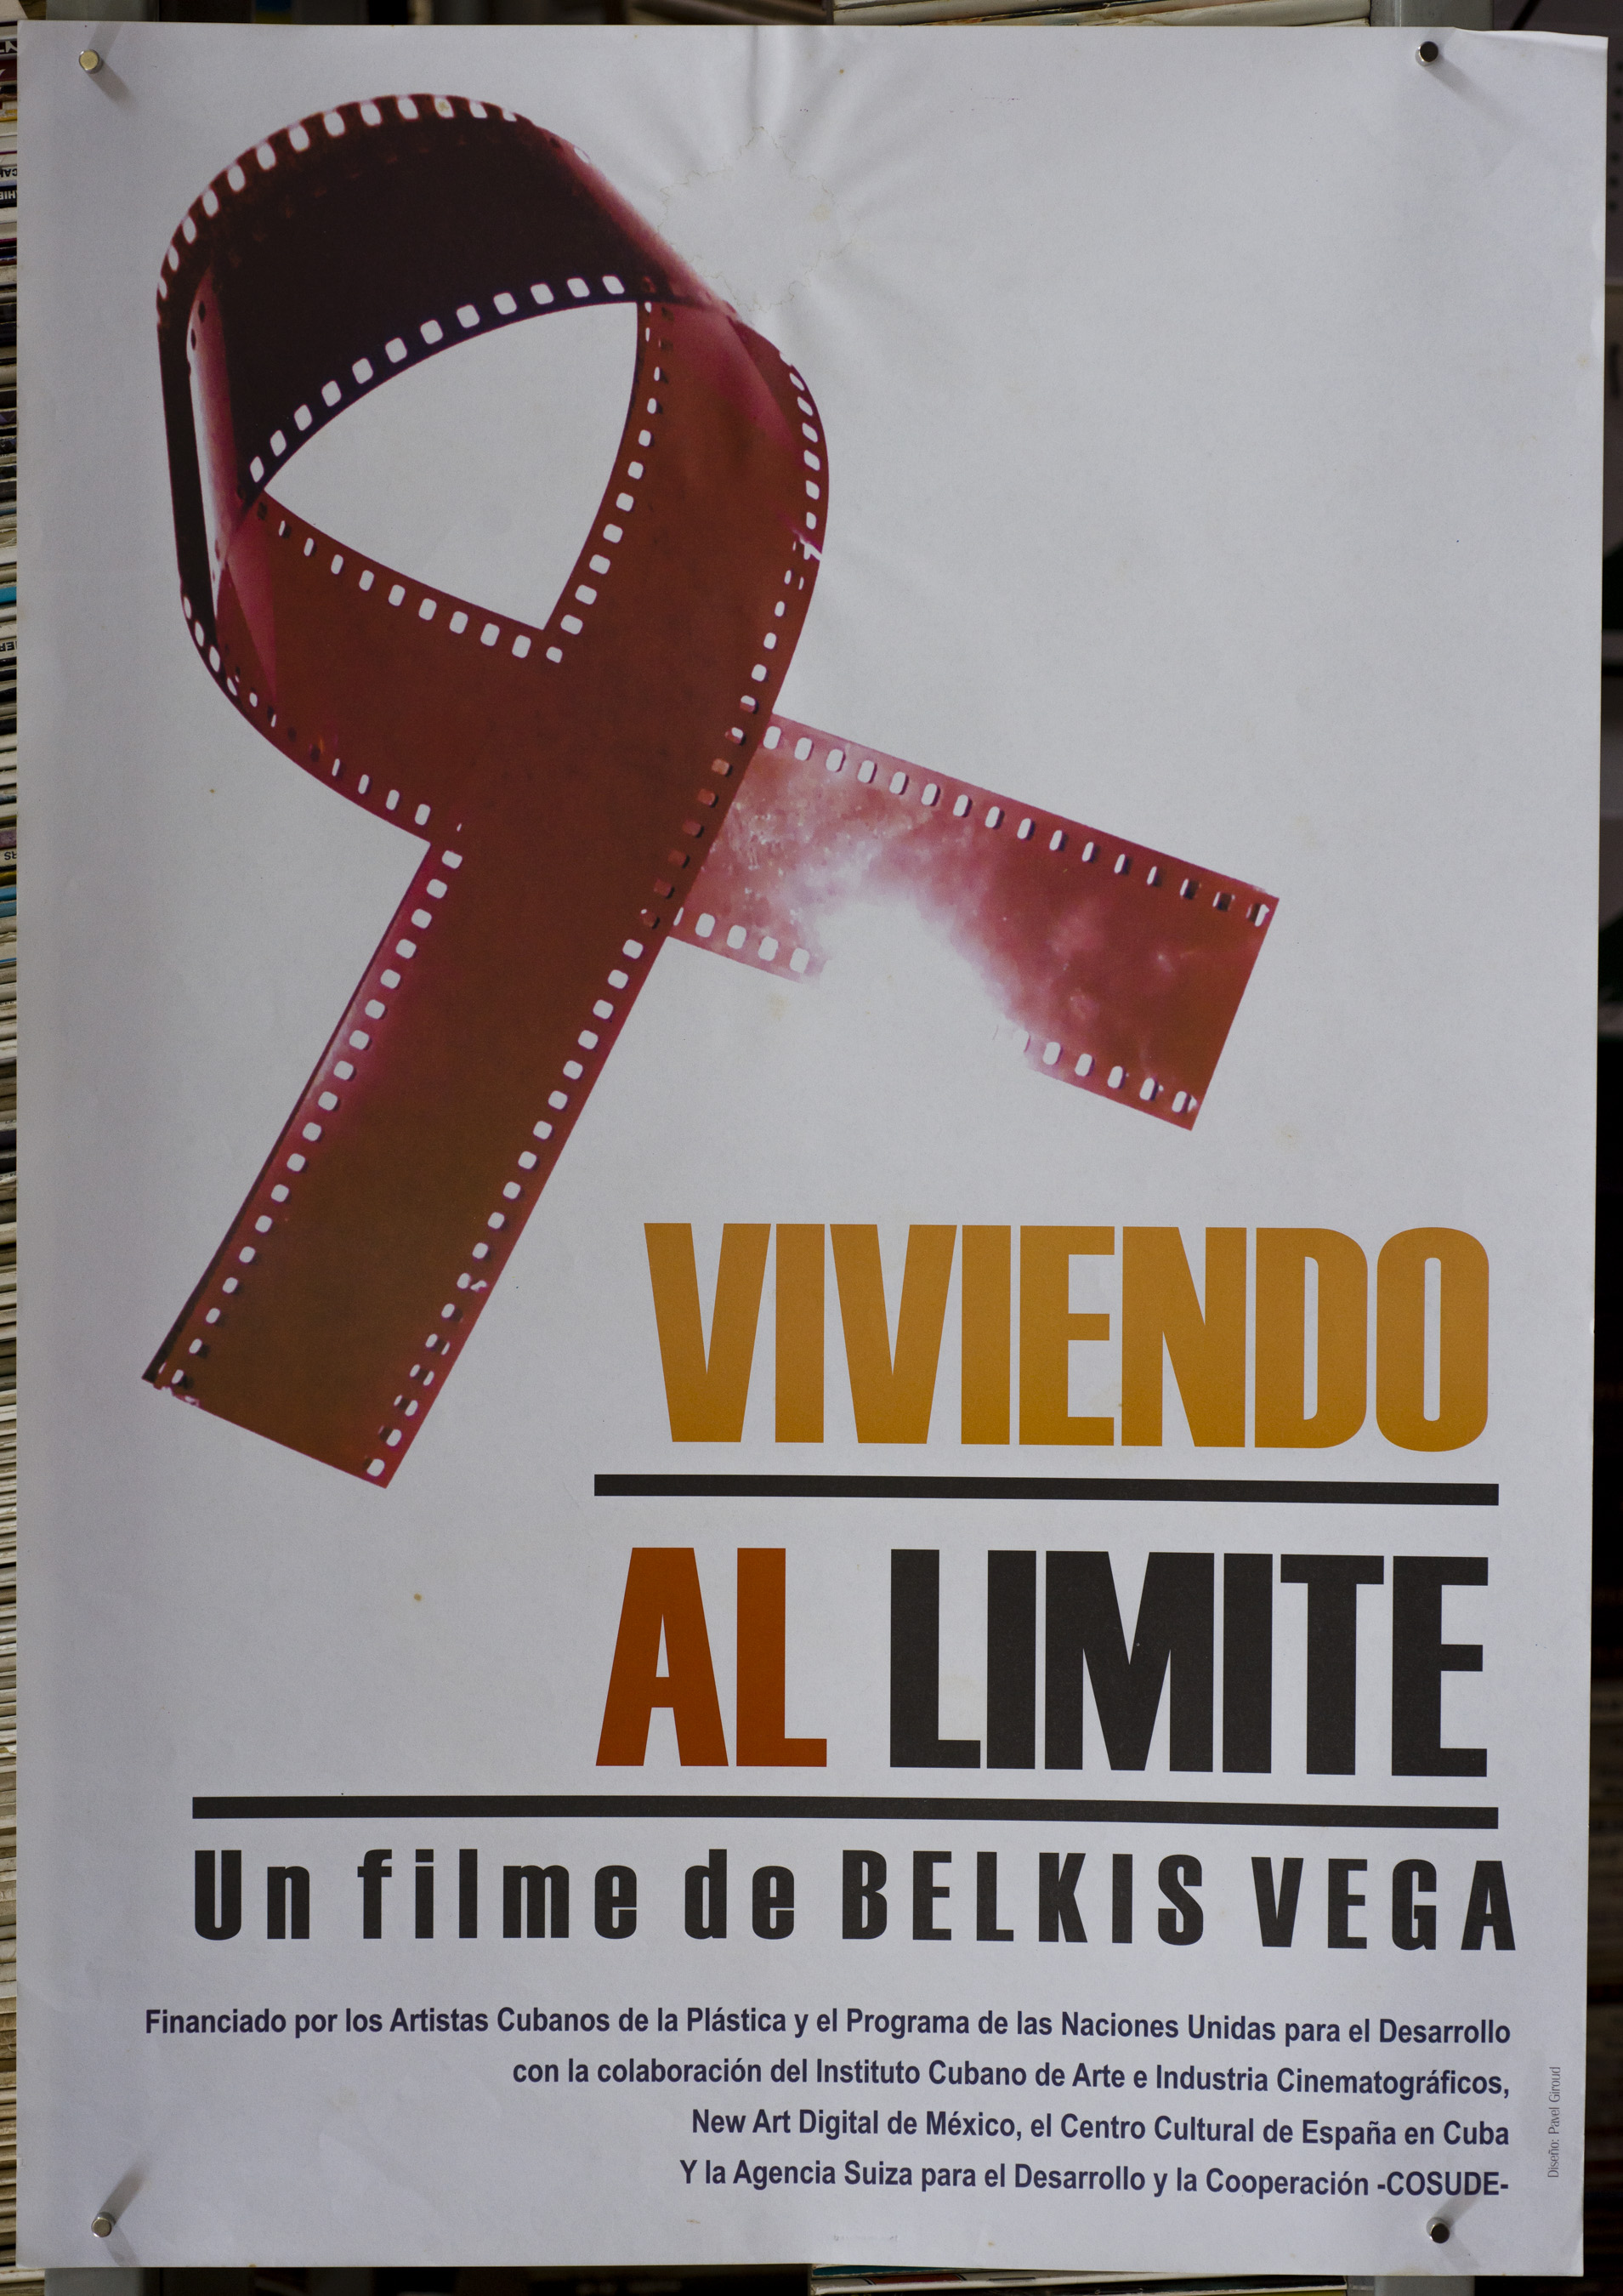 VIVIENDO
AL LIMITE
Un filme de BELKIS VEGA
Financiado por los Artistas Cubanos de la Plástica y el Programa de las Naciones Unidas para el Desarrollo
con la colaboración del Instituto Cubano de Arte e Industria Cinematográficos,
New Art Digital de México, el Centro Cultural de España en Cuba
Y la Agencia Suiza para el Desarrollo y la Cooperación -COSUDE-
Diseño: Pavel Giroud